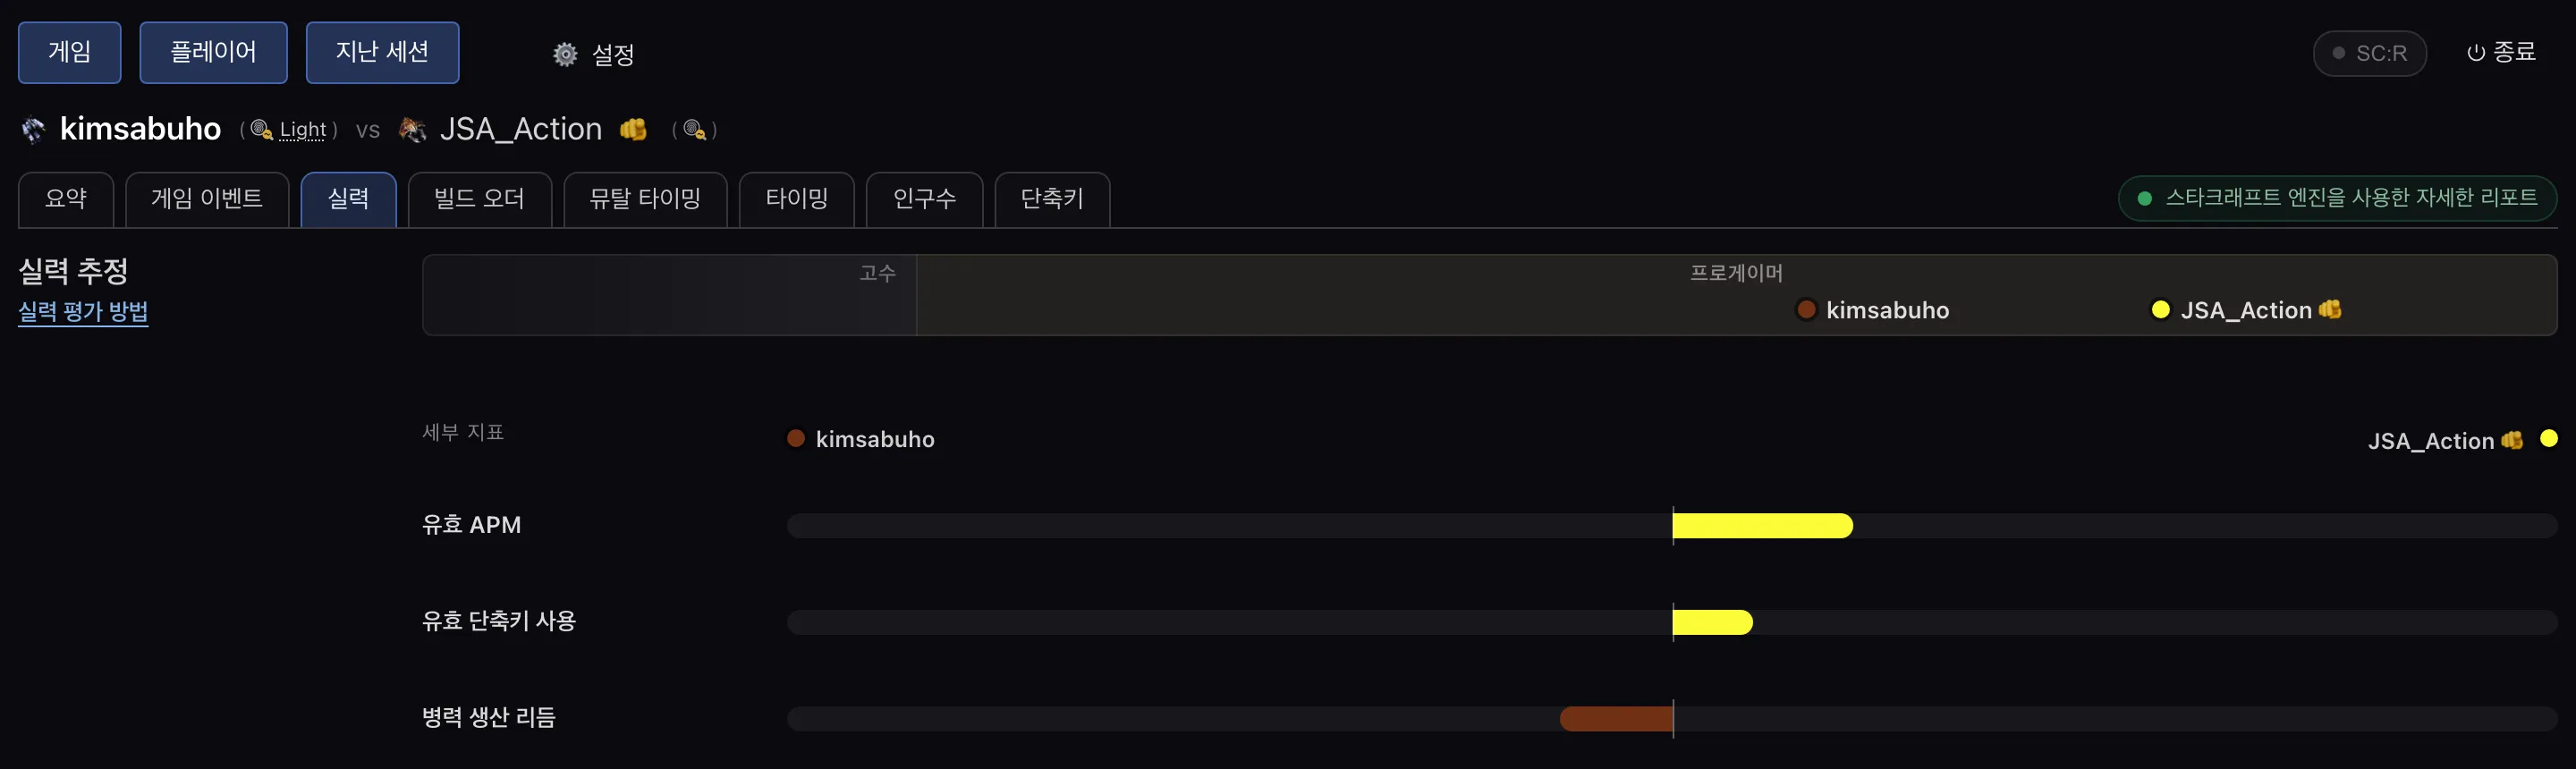 게임 플레이어 지난 세션 설정 SC:R 종료
kimsabuho ( Light ) vs JSA_Action ( )
요약 게임 이벤트 실력 빌드 오더 뮤탈 타이밍 타이밍 인구수 단축키 스타크래프트 엔진을 사용한 자세한 리포트
실력 추정 고수 프로게이머
실력 평가 방법 kimsabuho JSA_Action
세부 지표 kimsabuho JSA_Action
유효 APM
유효 단축키 사용
병력 생산 리듬